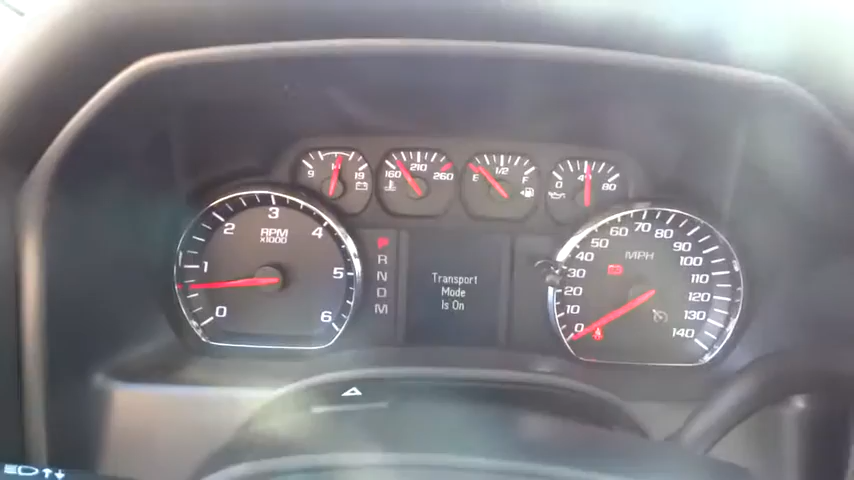 9 14 19
160 210 260
E 1/2 F
0 40 80
0 1 2 3 4 5 6
RPM
x1000
P
R
N
D
M
Transport
Mode
Is On
0 10 20 30 40 50 60 70 80 90 100 110 120 130 140
MPH